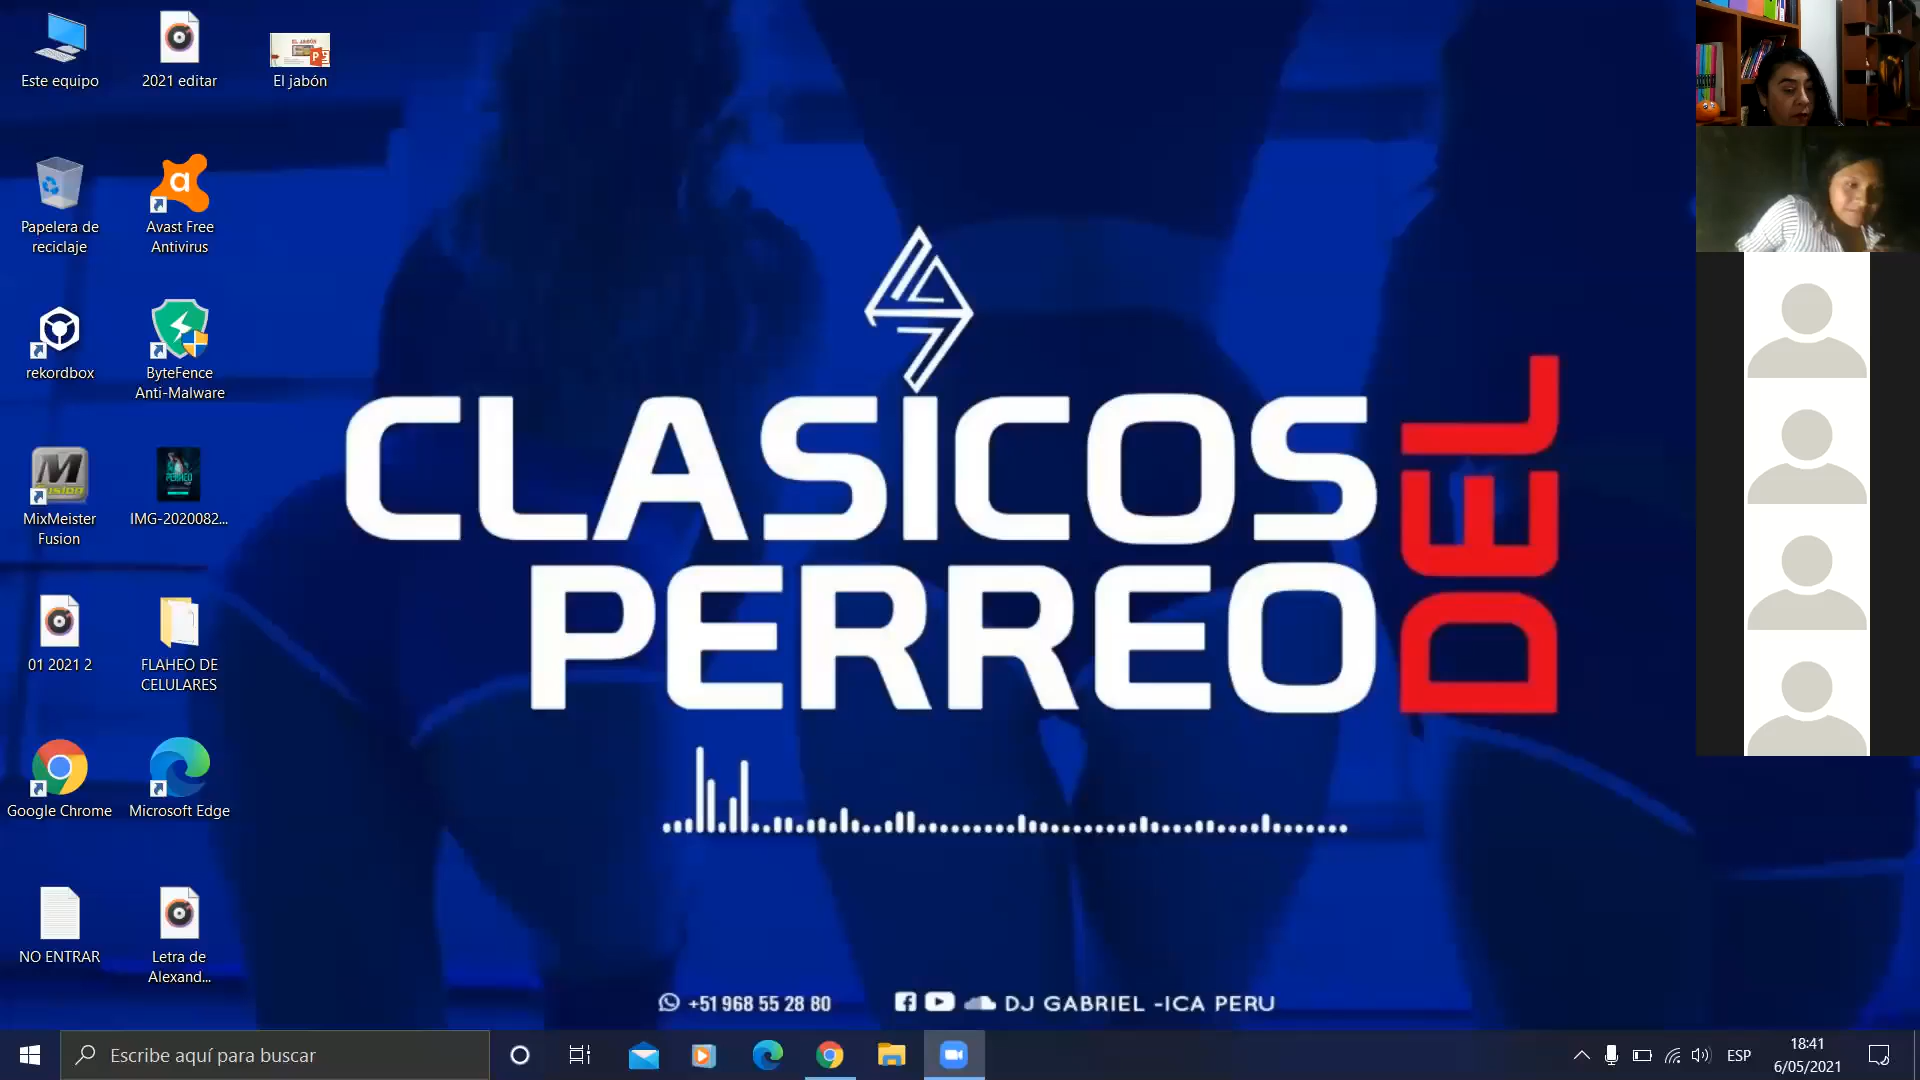 Este equipo
2021 editar
El jabón
EL JABÓN
Papelera de
reciclaje
Avast Free
Antivirus
rekordbox
ByteFence
Anti-Malware
MixMeister
Fusion
IMG-2020082...
01 2021 2
FLAHEO DE
CELULARES
Google Chrome
Microsoft Edge
NO ENTRAR
Letra de
Alexand...
CLASICOS
DEL
PERREO
+51 968 55 28 80
DJ GABRIEL -ICA PERU
Escribe aquí para buscar
ESP
18:41
6/05/2021